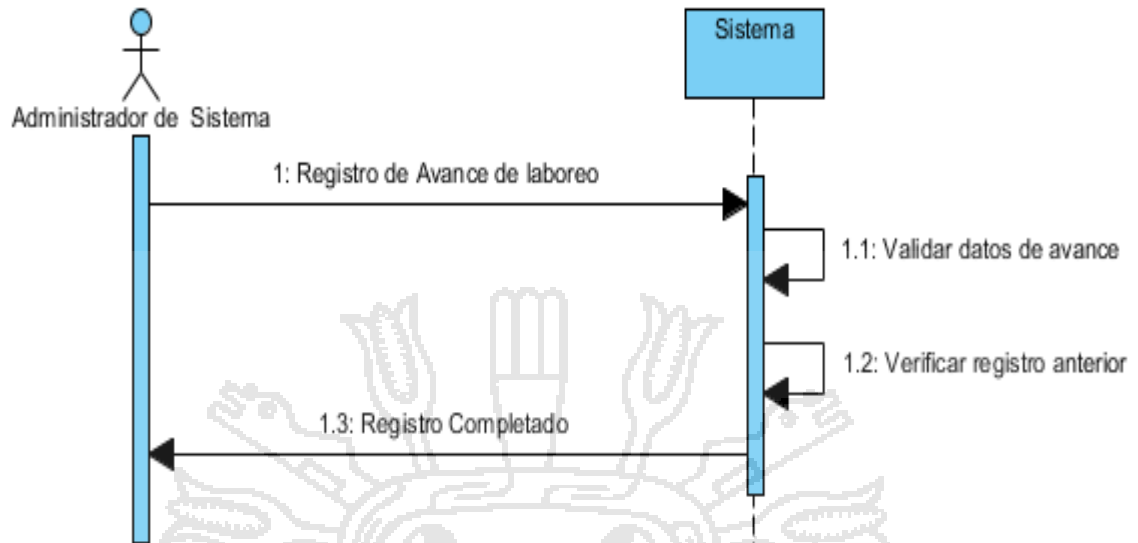 Sistema
Administrador de Sistema
1: Registro de Avance de laboreo
1.1: Validar datos de avance
1.2: Verificar registro anterior
1.3: Registro Completado